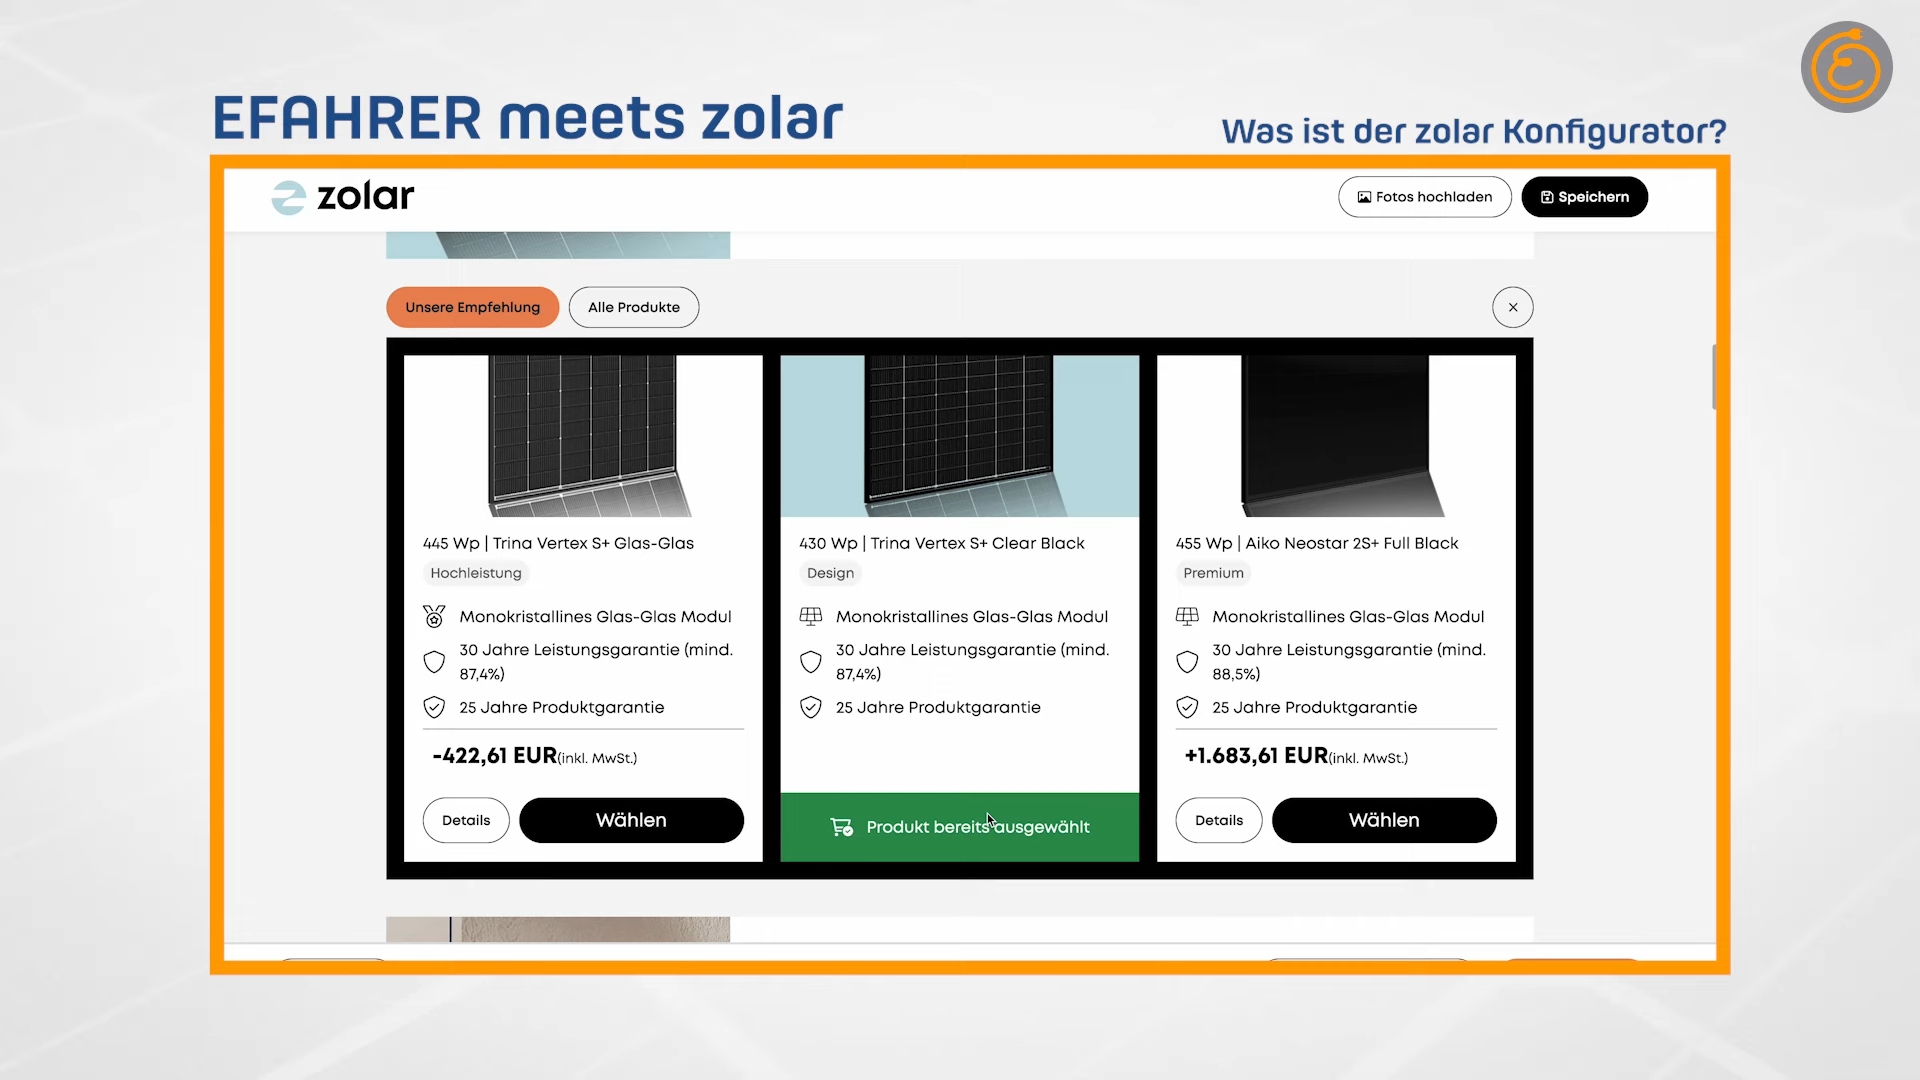 EFAHRER meets zolar
Was ist der zolar Konfigurator?
zolar
Fotos hochladen
Speichern
Unsere Empfehlung
Alle Produkte
445 Wp | Trina Vertex S+ Glas-Glas
Hochleistung
Monokristallines Glas-Glas Modul
30 Jahre Leistungsgarantie (mind.
87,4%)
25 Jahre Produktgarantie
-422,61 EUR(inkl. MwSt.)
Details
Wählen
430 Wp | Trina Vertex S+ Clear Black
Design
Monokristallines Glas-Glas Modul
30 Jahre Leistungsgarantie (mind.
87,4%)
25 Jahre Produktgarantie
Produkt bereits ausgewählt
455 Wp | Aiko Neostar 2S+ Full Black
Premium
Monokristallines Glas-Glas Modul
30 Jahre Leistungsgarantie (mind.
88,5%)
25 Jahre Produktgarantie
+1.683,61 EUR(inkl. MwSt.)
Details
Wählen